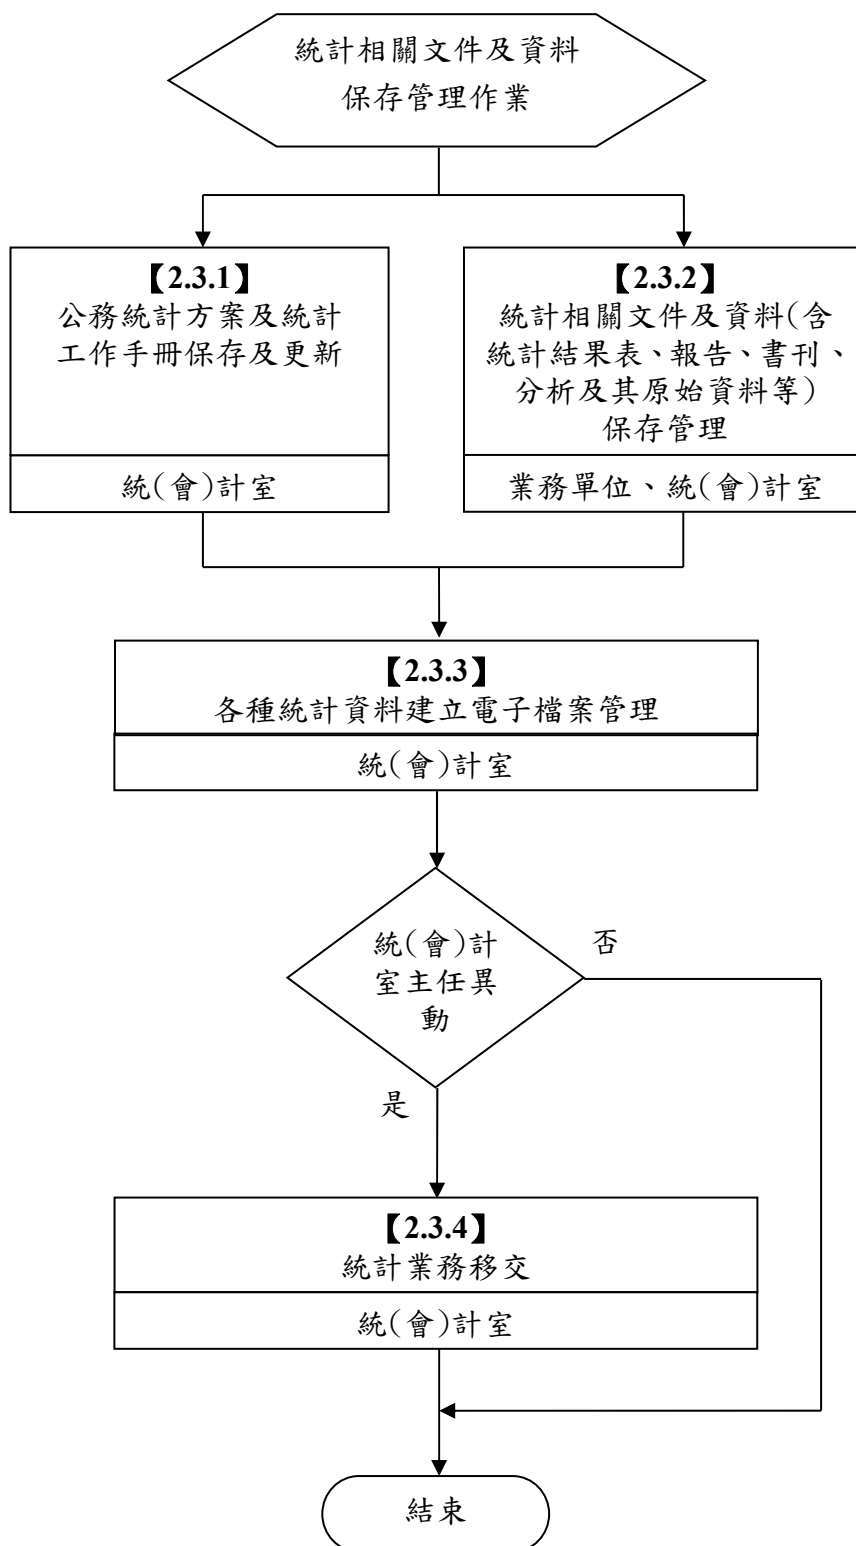 統計相關文件及資料
保存管理作業
【2.3.1】
公務統計方案及統計
工作手冊保存及更新
統(會)計室
【2.3.2】
統計相關文件及資料(含
統計結果表、報告、書刊、
分析及其原始資料等)
保存管理
業務單位、統(會)計室
【2.3.3】
各種統計資料建立電子檔案管理
統(會)計室
統(會)計
室主任異
動
否
是
【2.3.4】
統計業務移交
統(會)計室
結束